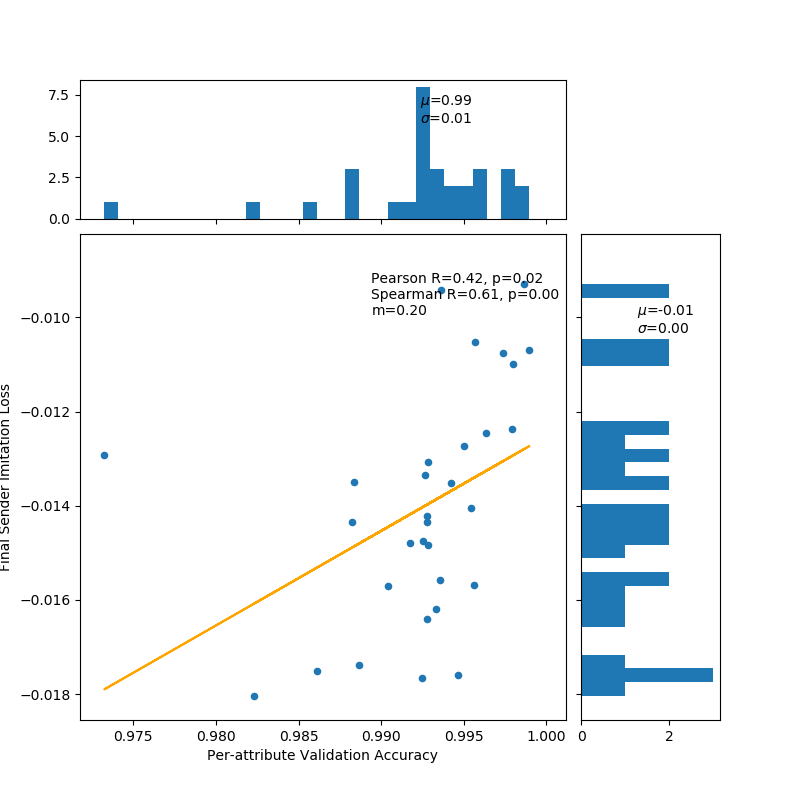 7.5
5.0
2.5
0.0
μ=0.99
σ=0.01
Pearson R=0.42, p=0.02
Spearman R=0.61, p=0.00
m=0.20
μ=-0.01
σ=0.00
−0.010
−0.012
−0.014
−0.016
−0.018
Final Sender Imitation Loss
0.975 0.980 0.985 0.990 0.995 1.000
Per-attribute Validation Accuracy
0 2